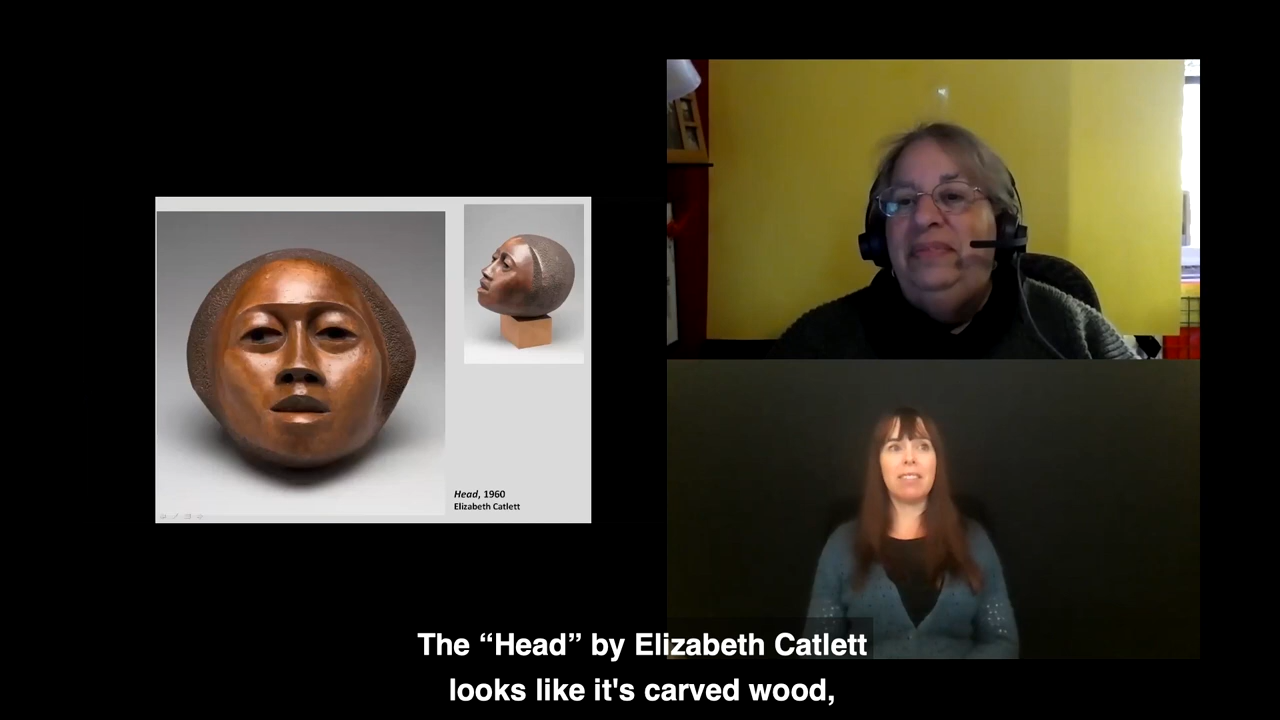 Head, 1960
Elizabeth Catlett
The “Head” by Elizabeth Catlett
looks like it's carved wood,